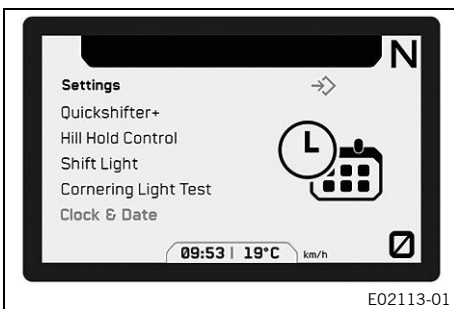 N
Settings
Quickshifter+
Hill Hold Control
Shift Light
Cornering Light Test
Clock & Date
09:53 | 19°C km/h
E02113-01